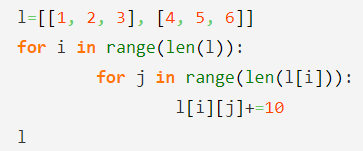 l=[[1, 2, 3], [4, 5, 6]]
for i in range(len(l)):
        for j in range(len(l[i])):
                l[i][j]+=10
l